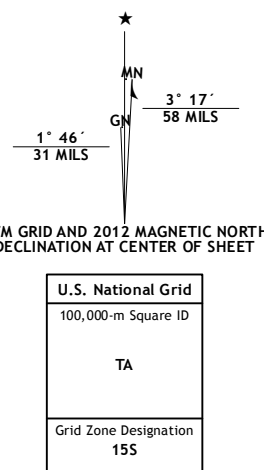 ★
MN
GN
3° 17´
58 MILS
1° 46´
31 MILS
M GRID AND 2012 MAGNETIC NORTH
DECLINATION AT CENTER OF SHEET
U.S. National Grid
100,000-m Square ID
TA
Grid Zone Designation
15S